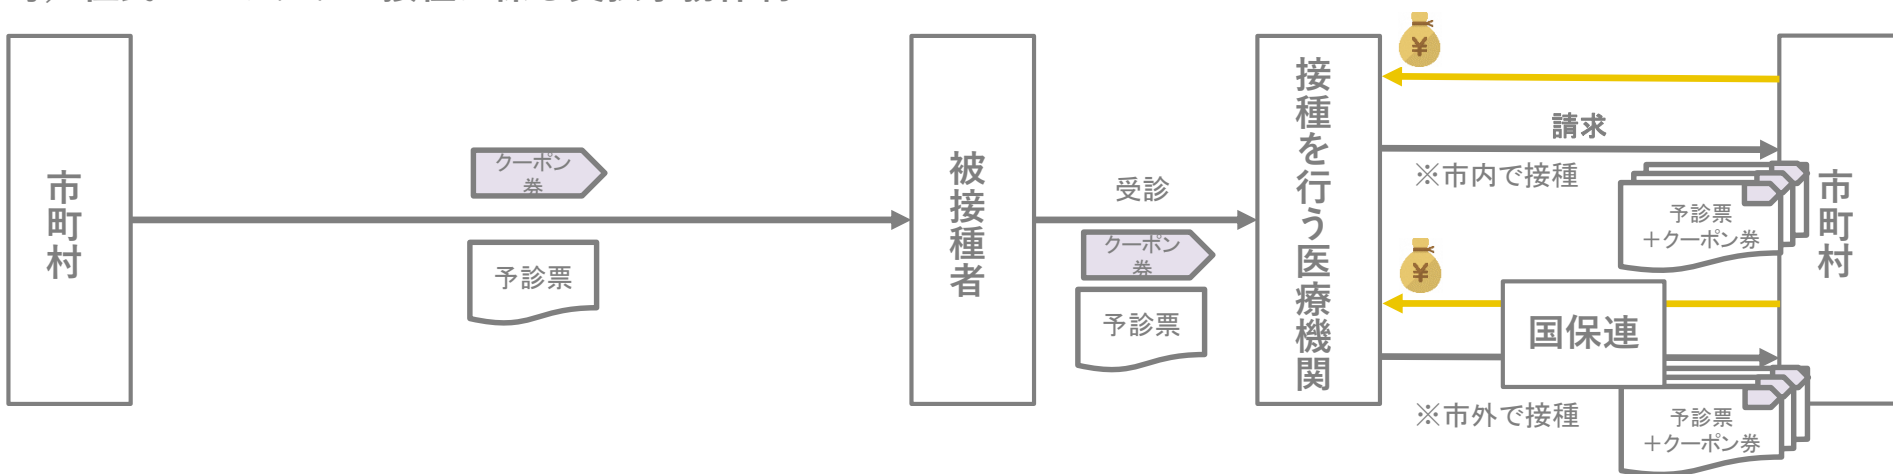 市町村
クーポン
券
予診票
被接種者
受診
クーポン
券
予診票
接種を行う医療機関
¥
請求
※市内で接種
予診票
＋クーポン券
¥
国保連
※市外で接種
予診票
＋クーポン券
市町村